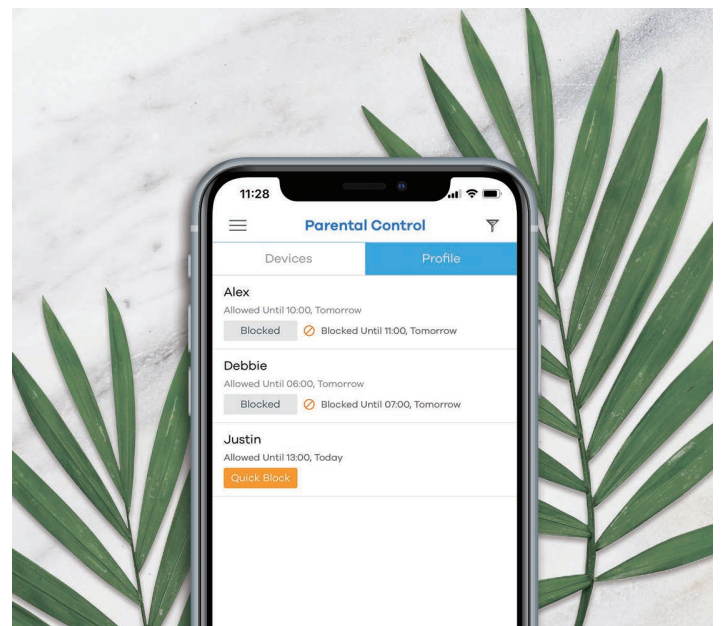 11:28
Parental Control
Devices
Profile
Alex
Allowed Until 10:00, Tomorrow
Blocked
Blocked Until 11:00, Tomorrow
Debbie
Allowed Until 06:00, Tomorrow
Blocked
Blocked Until 07:00, Tomorrow
Justin
Allowed Until 13:00, Today
Quick Block